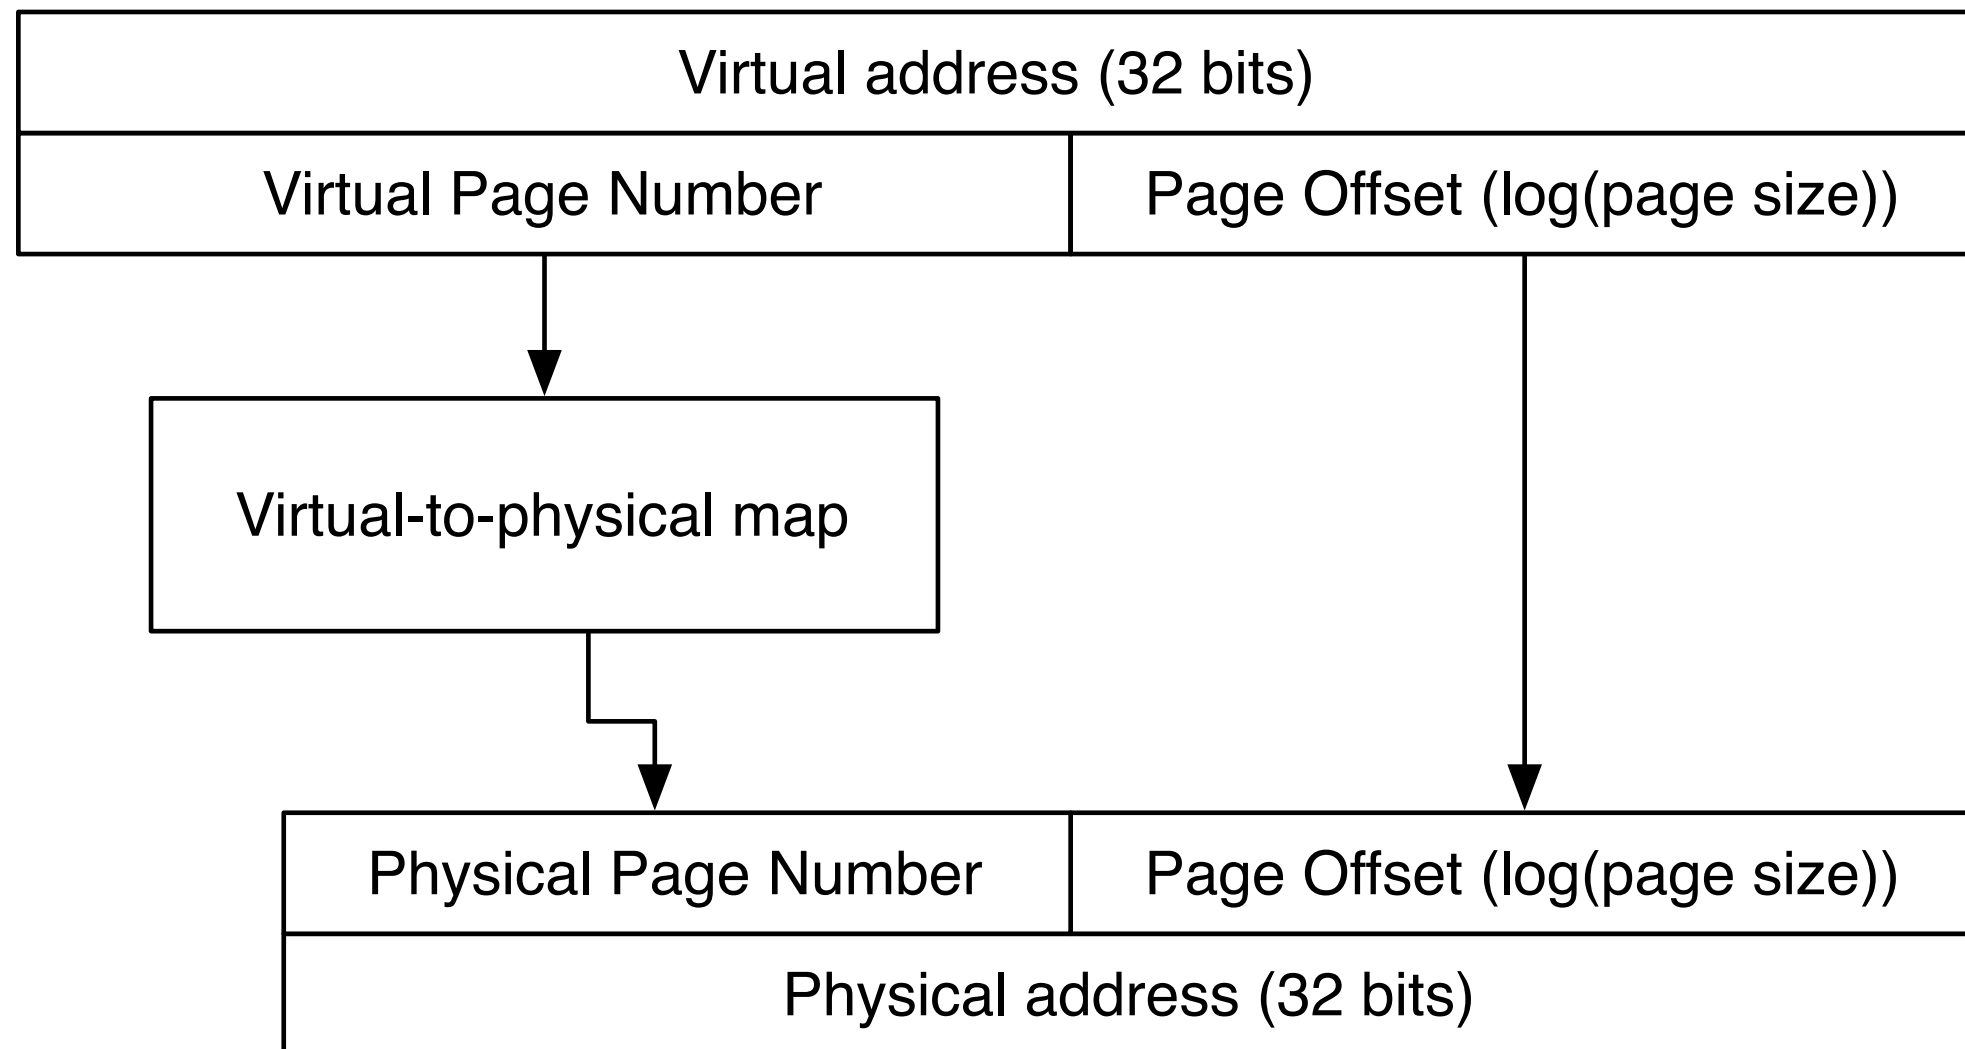 Virtual address (32 bits)
Virtual Page Number
Page Offset (log(page size))
Virtual-to-physical map
Physical Page Number
Page Offset (log(page size))
Physical address (32 bits)